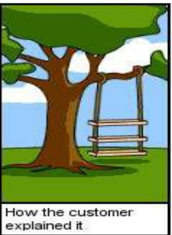 How the customer
explained it